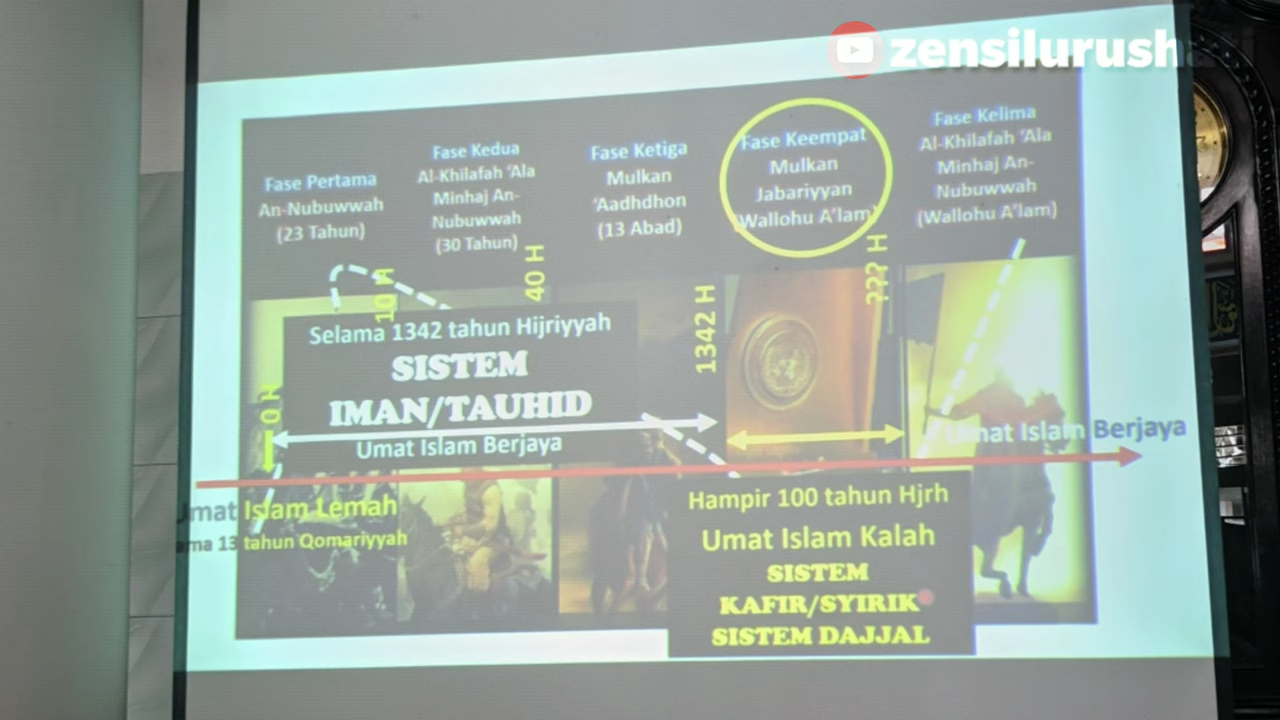 zensilurush
Fase Pertama
An-Nubuwwah
(23 Tahun)
Fase Kedua
Al-Khilafah ‘Ala
Minhaj An-
Nubuwwah
(30 Tahun)
Fase Ketiga
Mulkan
‘Aadhdhon
(13 Abad)
Fase Keempat
Mulkan
Jabariyyan
(Wallohu A’lam)
Fase Kelima
Al-Khilafah ‘Ala
Minhaj An-
Nubuwwah
(Wallohu A’lam)
0 H
10 H
40 H
1342 H
??? H
Selama 1342 tahun Hijriyyah
SISTEM
IMAN/TAUHID
Umat Islam Berjaya
Umat Islam Berjaya
Umat Islam Lemah
13 tahun Qomariyyah
Hampir 100 tahun Hjrh
Umat Islam Kalah
SISTEM
KAFIR/SYIRIK
SISTEM DAJJAL